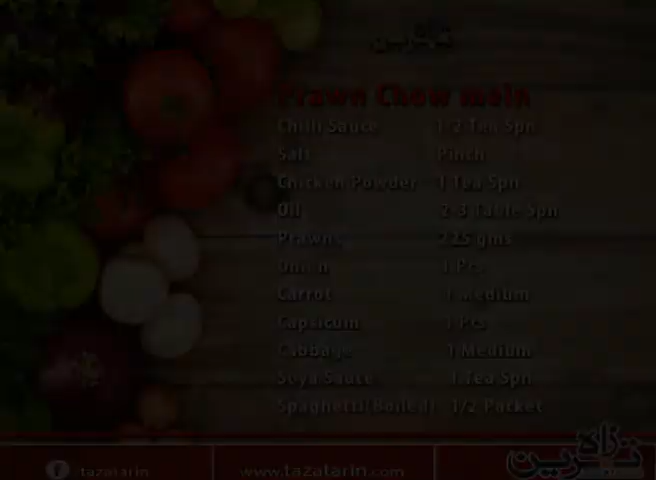 تازاترین
Prawn Chow mein
Chilli Sauce 1/2 Tea Spn
Salt Pinch
Chicken Powder 1 Tea Spn
Oil 2-3 Table Spn
Prawns 225 gms
Onion 1 Pcs
Carrot 1 Medium
Capsicum 1 Pcs
Cabbage 1 Medium
Soya Sauce 1 Tea Spn
Spaghetti(Boiled) 1/2 Packet
tazatarin www.tazatarin.com